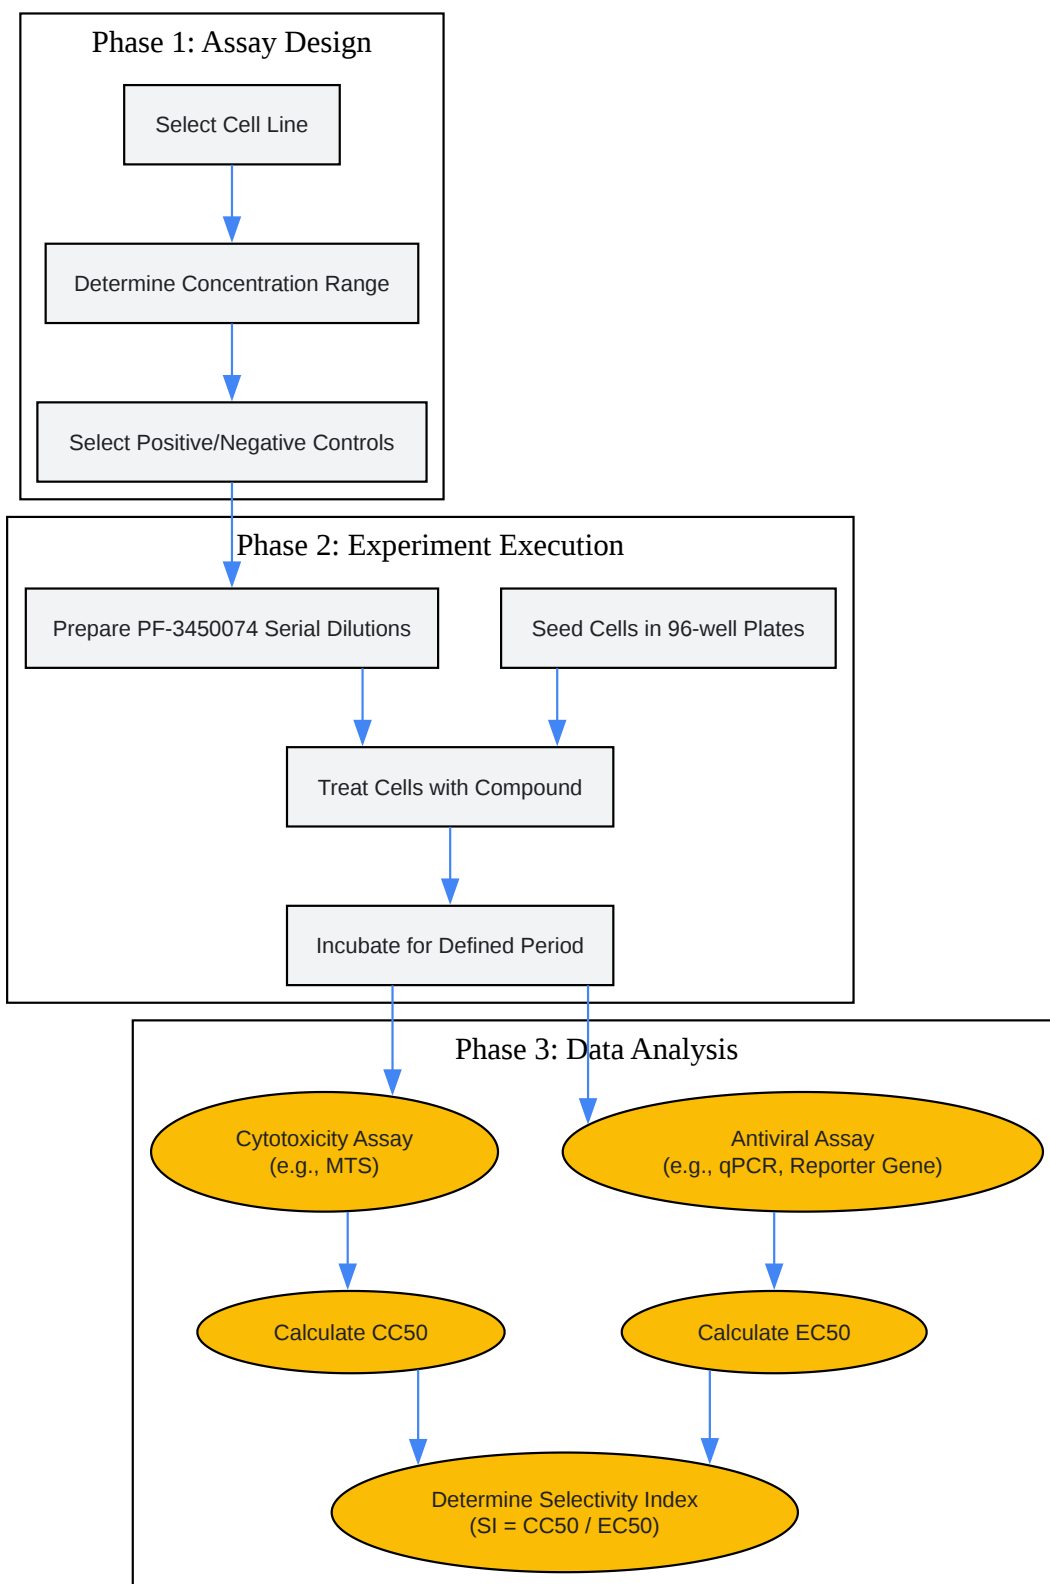 Phase 1: Assay Design
Select Cell Line
Determine Concentration Range
Select Positive/Negative Controls
Phase 2: Experiment Execution
Prepare PF-3450074 Serial Dilutions
Seed Cells in 96-well Plates
Treat Cells with Compound
Incubate for Defined Period
Phase 3: Data Analysis
Cytotoxicity Assay
(e.g., MTS)
Antiviral Assay
(e.g., qPCR, Reporter Gene)
Calculate CC50
Calculate EC50
Determine Selectivity Index
(SI = CC50 / EC50)